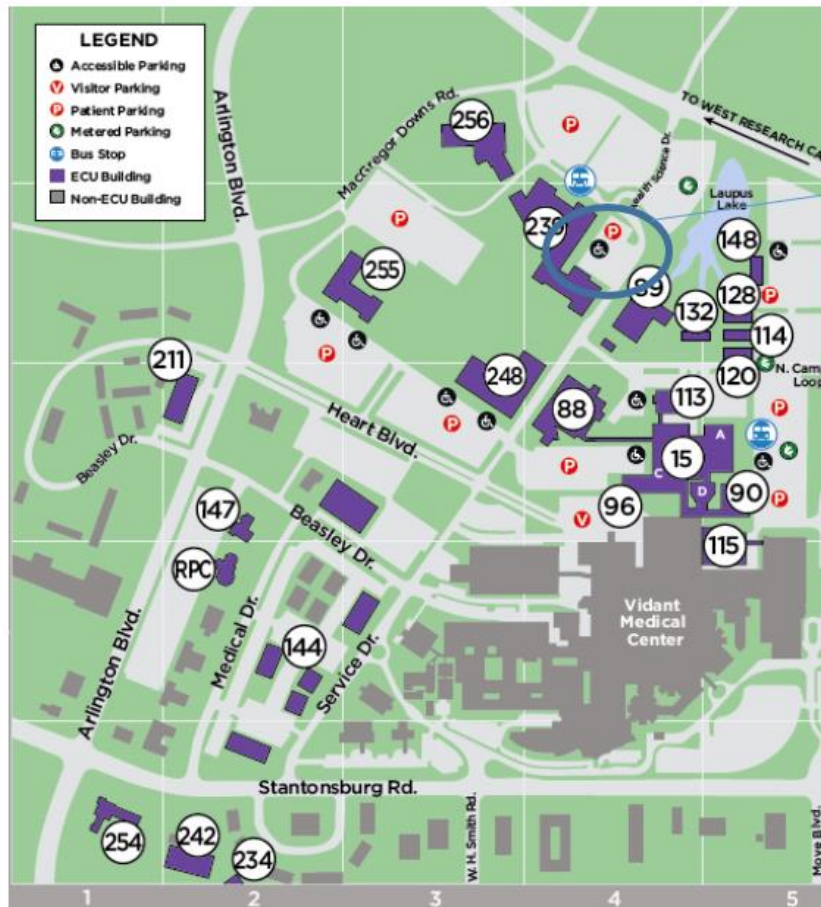 LEGEND
Accessible Parking
V Visitor Parking
P Patient Parking
Metered Parking
Bus Stop
ECU Building
Non-ECU Building
Arlington Blvd.
MacGregor Downs Rd.
256
P
TO WEST RESEARCH CA
ealth Science Dr.
Laupus
Lake
P
239
P
148
255
89
128
P
132
114
P
211
120
N. Camp
Loop
248
113
P
88
P
Heart Blvd.
A
15
Beasley Dr.
P
C
D
90
P
147
96
V
Beasley Dr.
115
RPC
Vidant
Medical
Center
Medical Dr.
144
Service Dr.
Arlington Blvd.
Stantonsburg Rd.
254
242
234
W. H. Smith Rd.
Move Blvd.
1 2 3 4 5